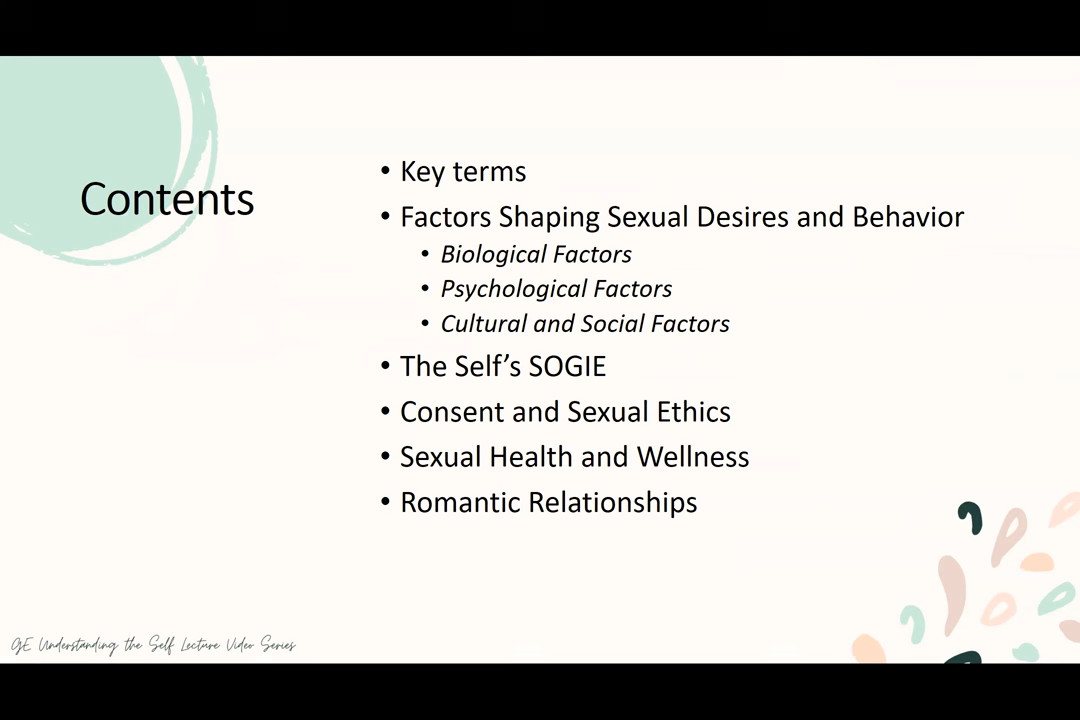 Contents
• Key terms
• Factors Shaping Sexual Desires and Behavior
• Biological Factors
• Psychological Factors
• Cultural and Social Factors
• The Self’s SOGIE
• Consent and Sexual Ethics
• Sexual Health and Wellness
• Romantic Relationships
GE Understanding the Self Lecture Video Series